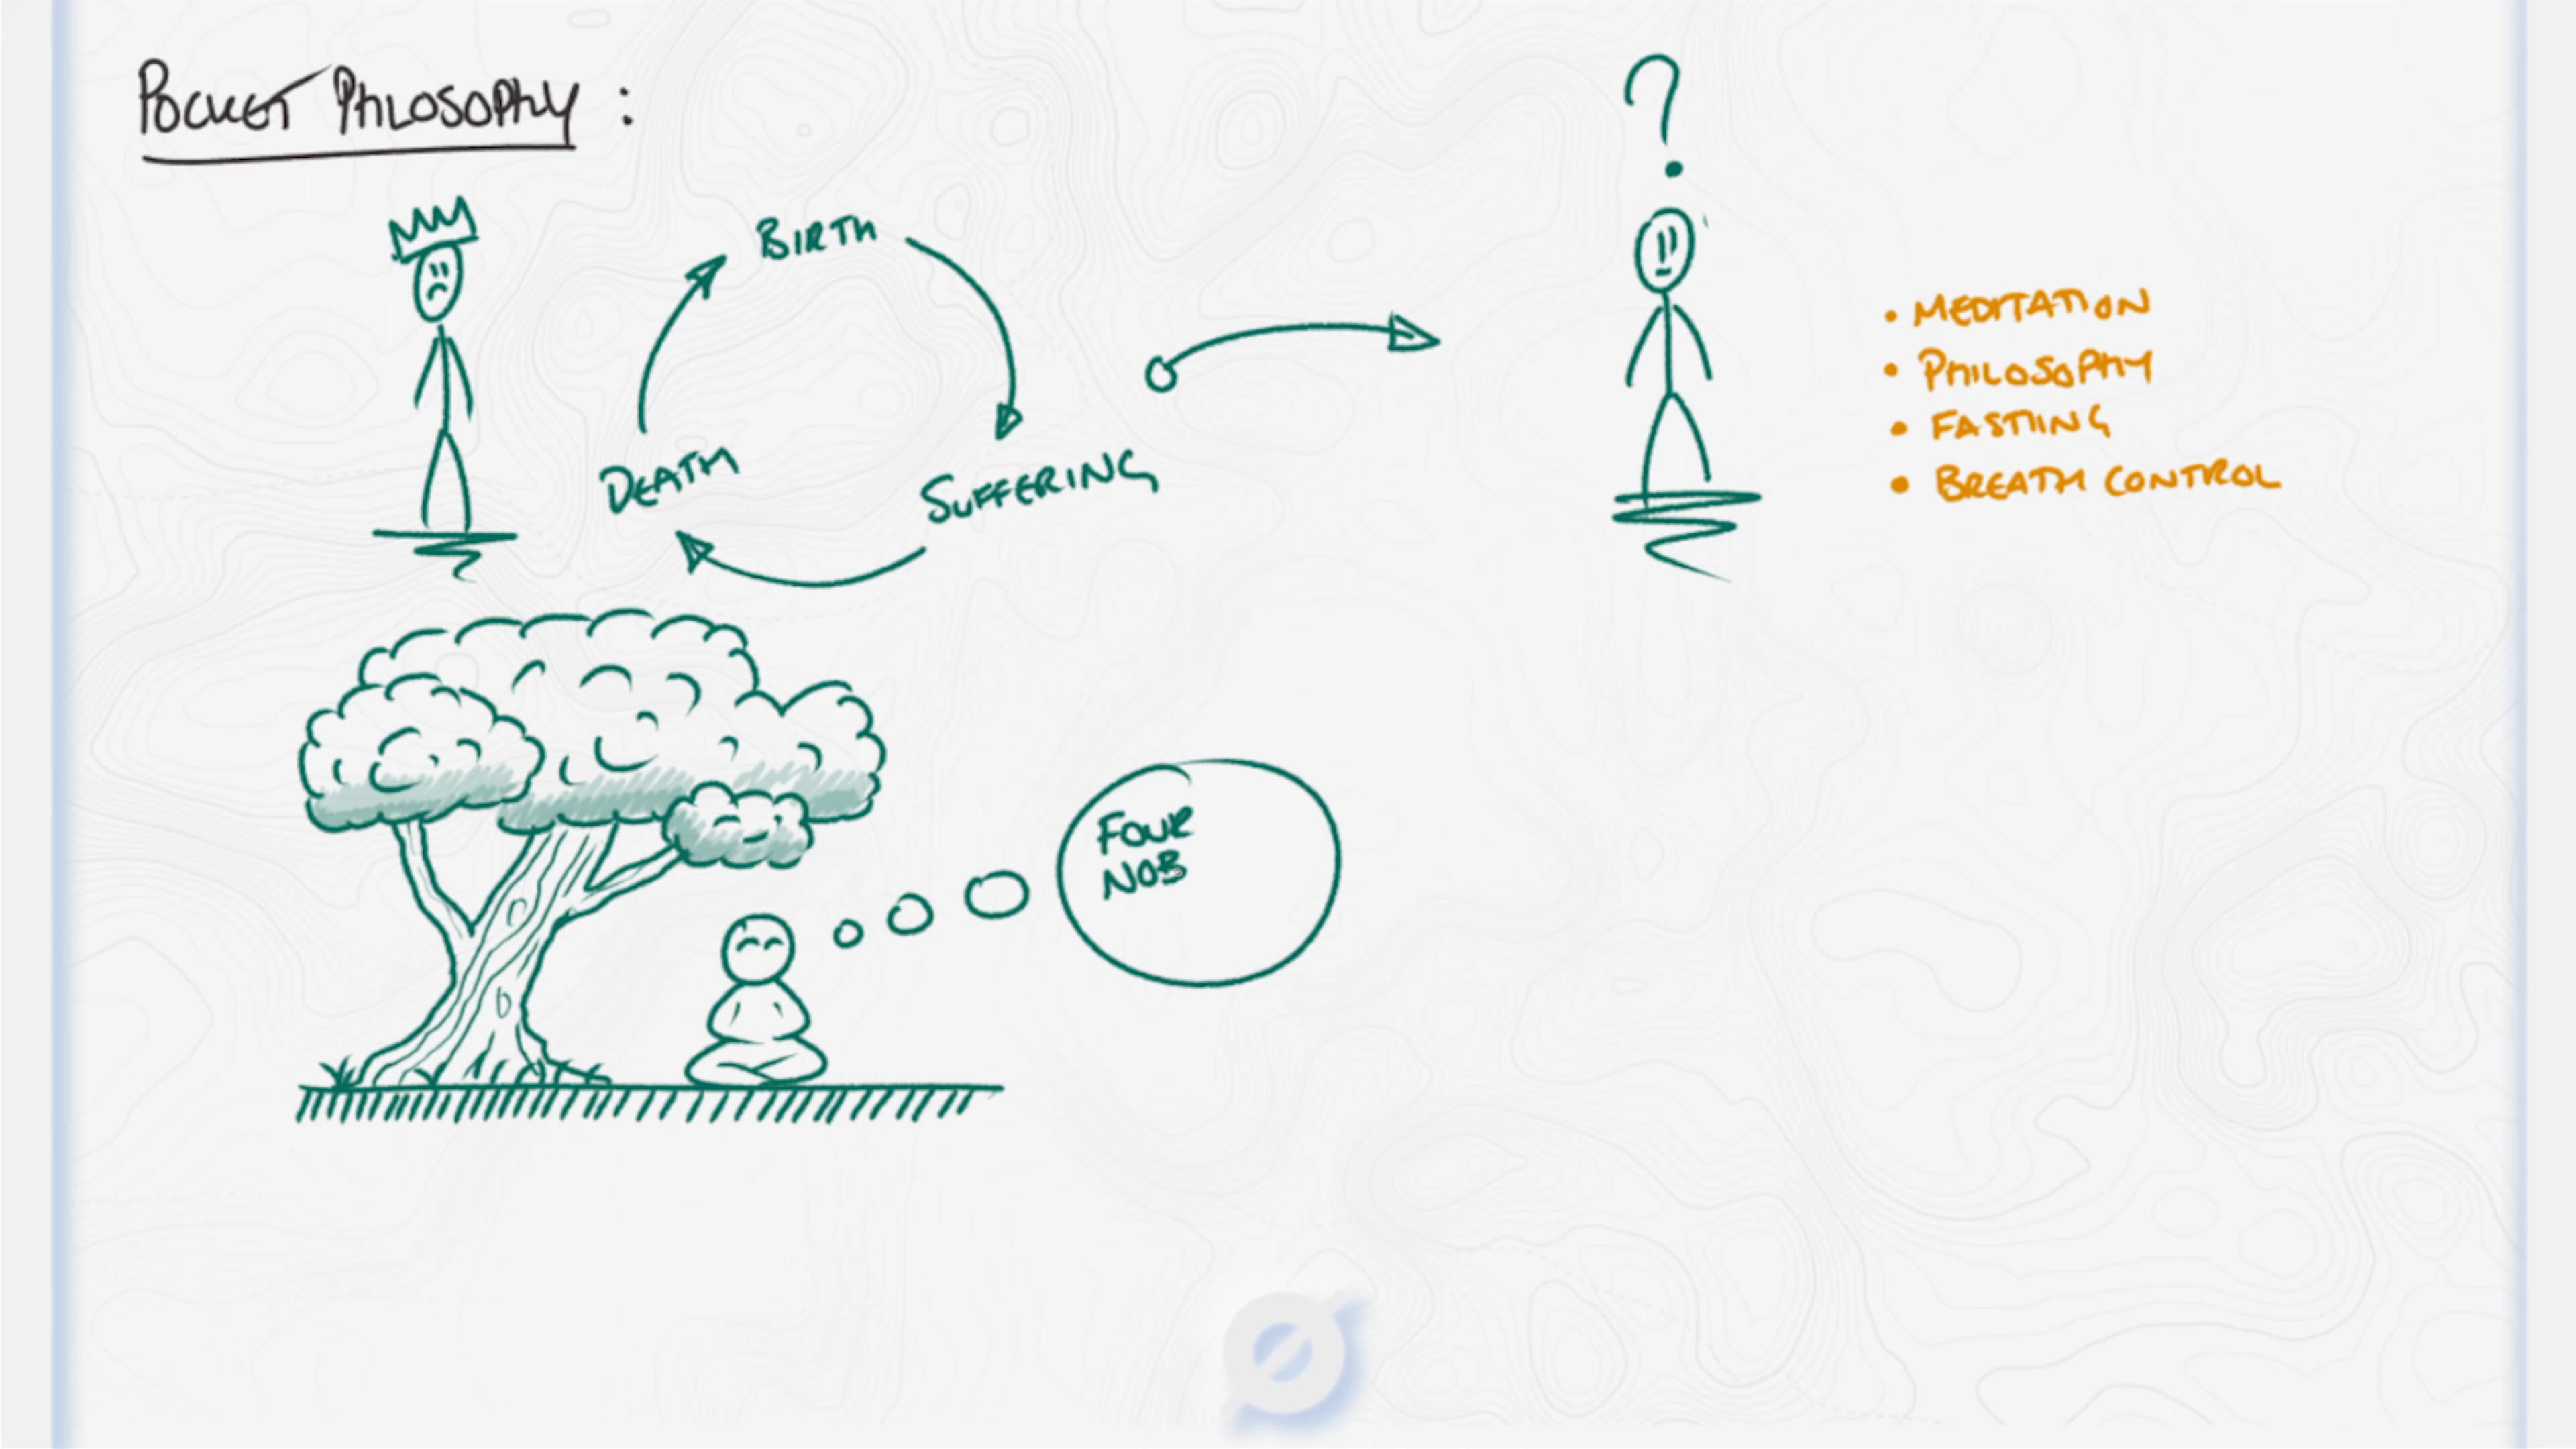 POCKET PHILOSOPHY :
?
BIRTH
DEATH
SUFFERING
• MEDITATION
• PHILOSOPHY
• FASTING
• BREATH CONTROL
FOUR
NOB